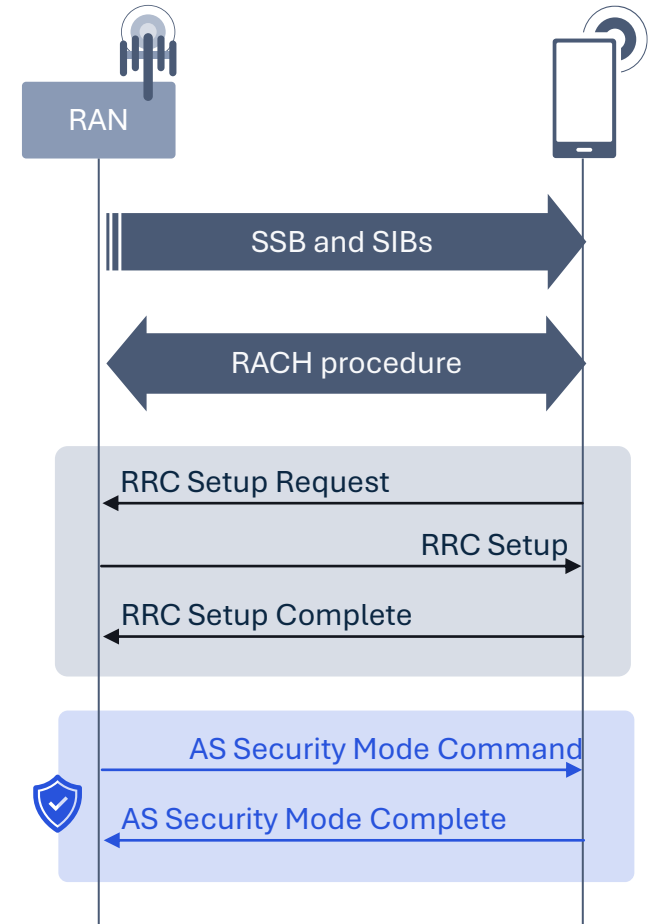 RAN
SSB and SIBs
RACH procedure
RRC Setup Request
RRC Setup
RRC Setup Complete
AS Security Mode Command
AS Security Mode Complete